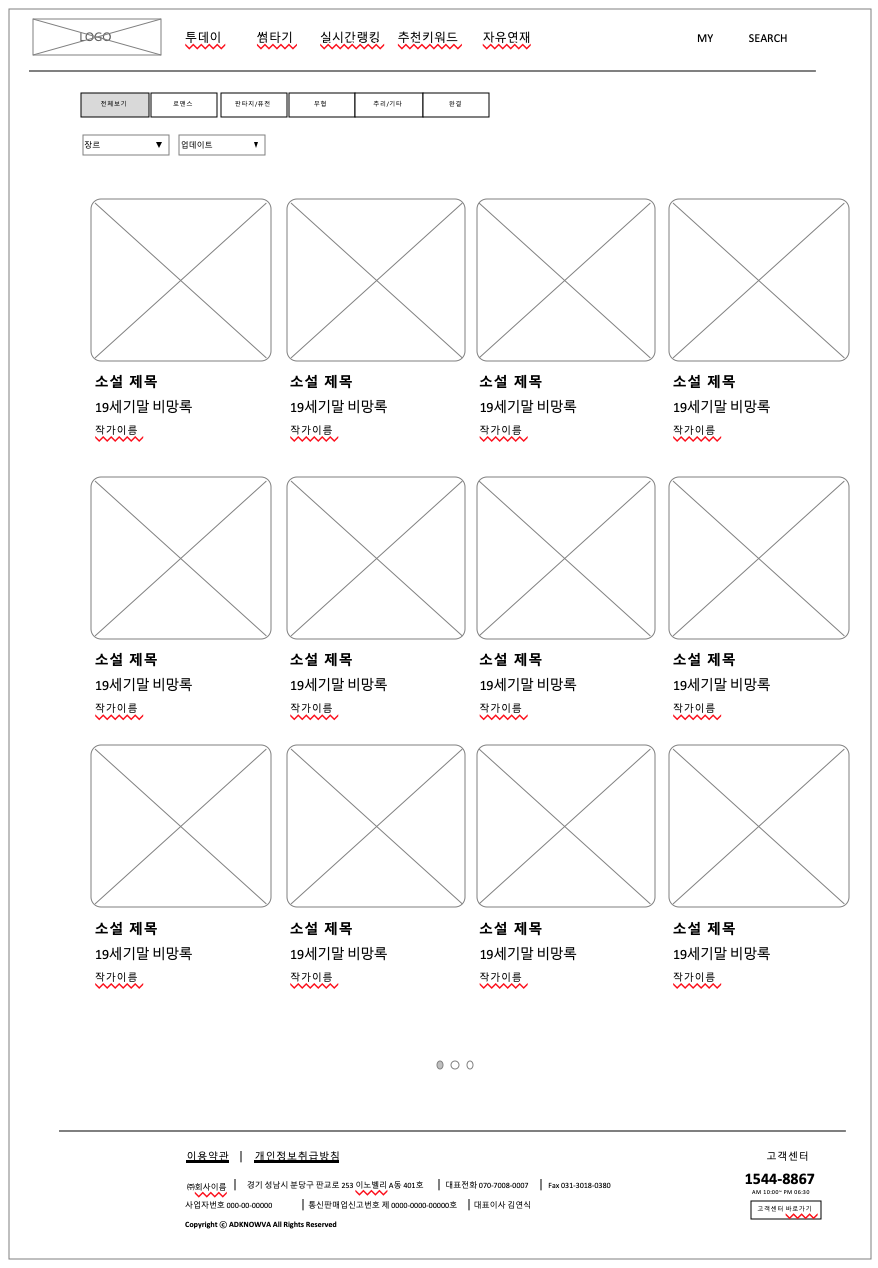 LOGO 투데이 썸타기 실시간랭킹 추천키워드 자유연재 MY SEARCH
전체보기 로맨스 판타지/퓨전 무협 추리/기타 완결
장르 ▼ 업데이트 ▼
소설 제목 소설 제목 소설 제목 소설 제목
19세기말 비망록 19세기말 비망록 19세기말 비망록 19세기말 비망록
작가이름 작가이름 작가이름 작가이름
소설 제목 소설 제목 소설 제목 소설 제목
19세기말 비망록 19세기말 비망록 19세기말 비망록 19세기말 비망록
작가이름 작가이름 작가이름 작가이름
소설 제목 소설 제목 소설 제목 소설 제목
19세기말 비망록 19세기말 비망록 19세기말 비망록 19세기말 비망록
작가이름 작가이름 작가이름 작가이름
이용약관 | 개인정보취급방침
㈜회사이름 | 경기 성남시 분당구 판교로 253 이노밸리 A동 401호 | 대표전화 070-7008-0007 | Fax 031-3018-0380
사업자번호 000-00-00000 | 통신판매업신고번호 제 0000-0000-00000호 | 대표이사 김연식
Copyright ⓒ ADKNOWVA All Rights Reserved
고객센터
1544-8867
AM 10:00~ PM 06:30
고객센터 바로가기